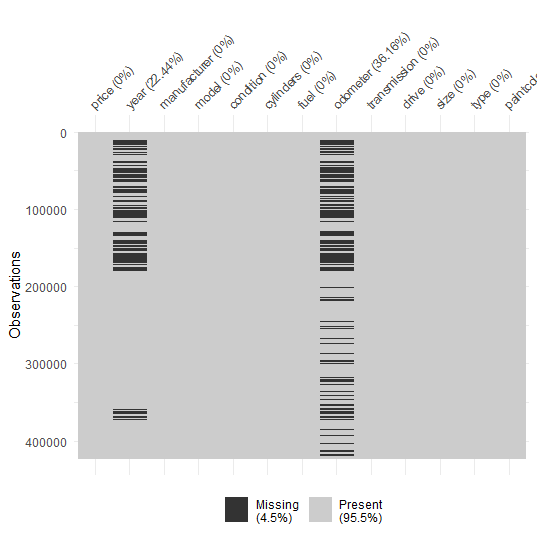 price (0%)
year (22.44%)
manufacturer (0%)
model (0%)
condition (0%)
cylinders (0%)
fuel (0%)
odometer (36.16%)
transmission (0%)
drive (0%)
size (0%)
type (0%)
paintcolo
0
100000
200000
300000
400000
Observations
Missing
(4.5%)
Present
(95.5%)